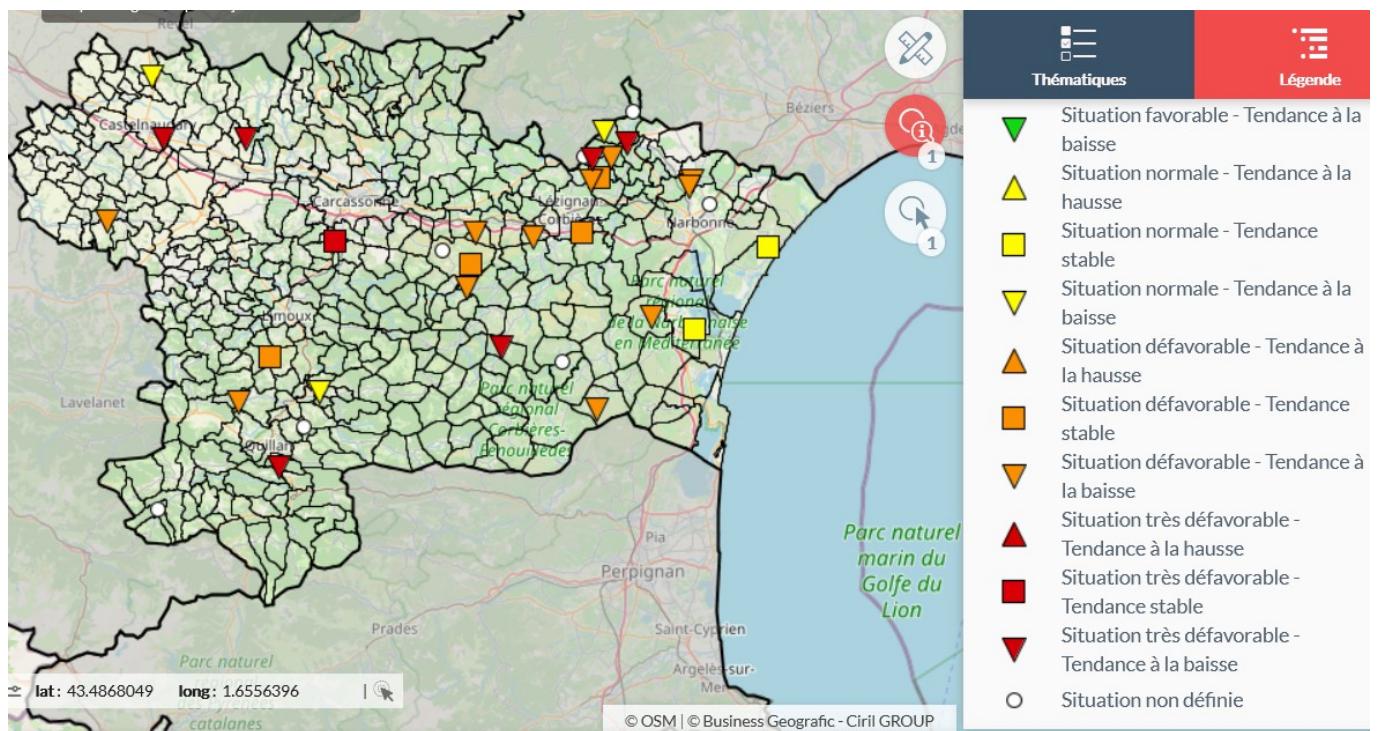 Revel
Béziers
Castelnaudary
Carcassonne
Lézignan-
Corbières
Narbonne
Parc naturel
régional
de la Narbonnaise
en Méditerranée
Limoux
Lavelanet
Parc naturel
régional
Corbières-
Fenouillèdes
Quillan
Pia
Perpignan
Parc naturel
marin du
Golfe du
Lion
Prades
Saint-Cyprien
Argelès-sur-
Mer
Parc naturel
régional
des Pyrénées
catalanes
lat : 43.4868049 long : 1.6556396
© OSM | © Business Geografic - Ciril GROUP
1
1
Thématiques
Légende
Situation favorable - Tendance à la
baisse
Situation normale - Tendance à la
hausse
Situation normale - Tendance
stable
Situation normale - Tendance à la
baisse
Situation défavorable - Tendance à
la hausse
Situation défavorable - Tendance
stable
Situation défavorable - Tendance à
la baisse
Situation très défavorable -
Tendance à la hausse
Situation très défavorable -
Tendance stable
Situation très défavorable -
Tendance à la baisse
Situation non définie